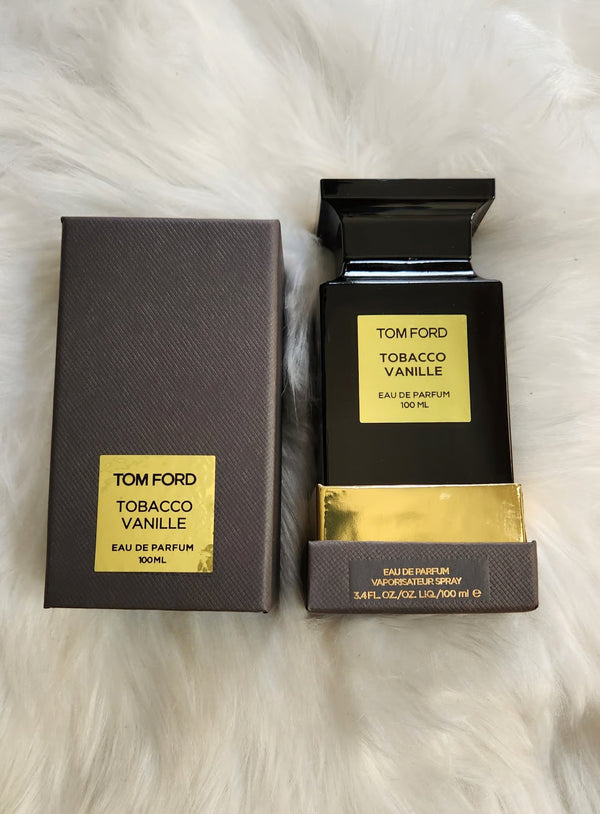 TOM FORD
TOBACCO
VANILLE
EAU DE PARFUM
100ML
TOM FORD
TOBACCO
VANILLE
EAU DE PARFUM
100 ML
EAU DE PARFUM
VAPORISATEUR SPRAY
3.4 FL. OZ./OZ. LIQ./100 ml ℮